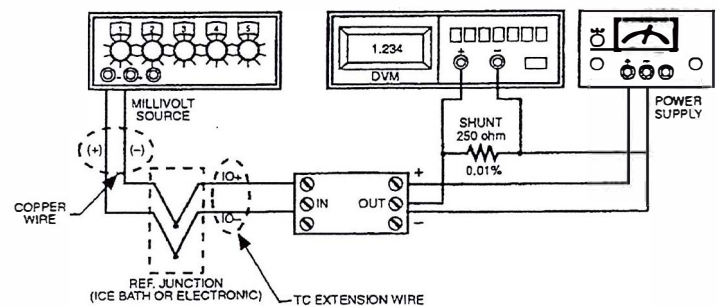 1 2 3 4 5
- +
MILLIVOLT
SOURCE
1.234
DVM
+ -
+ -
POWER
SUPPLY
SHUNT
250 ohm
0.01%
(+) (-)
COPPER
WIRE
IO+
IO-
IN OUT
+
-
REF. JUNCTION
(ICE BATH OR ELECTRONIC)
TC EXTENSION WIRE